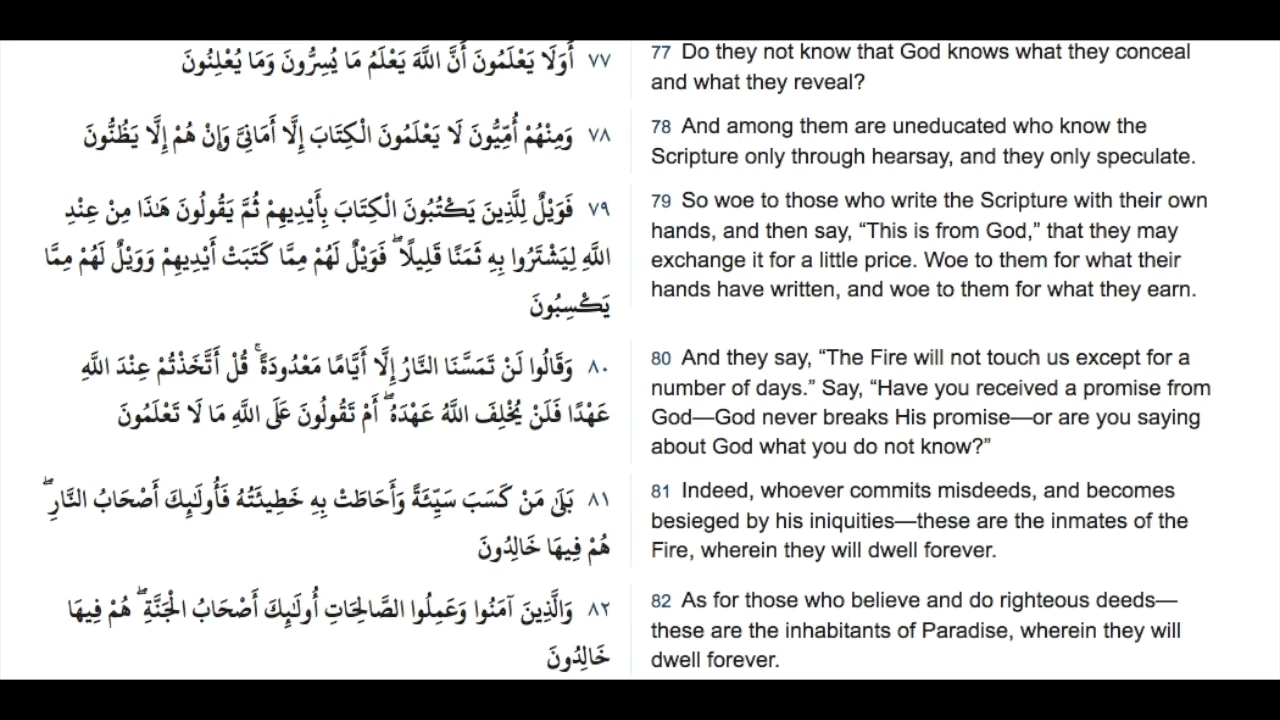 أَوَلَا يَعْلَمُونَ أَنَّ اللَّهَ يَعْلَمُ مَا يُسِرُّونَ وَمَا يُعْلِنُونَ ٧٧
77 Do they not know that God knows what they conceal
and what they reveal?
وَمِنْهُمْ أُمِّيُّونَ لَا يَعْلَمُونَ الْكِتَابَ إِلَّا أَمَانِيَّ وَإِنْ هُمْ إِلَّا يَظُنُّونَ ٧٨
78 And among them are uneducated who know the
Scripture only through hearsay, and they only speculate.
فَوَيْلٌ لِلَّذِينَ يَكْتُبُونَ الْكِتَابَ بِأَيْدِيهِمْ ثُمَّ يَقُولُونَ هَٰذَا مِنْ عِنْدِ ٧٩
اللَّهِ لِيَشْتَرُوا بِهِ ثَمَنًا قَلِيلًا ۖ فَوَيْلٌ لَهُمْ مِمَّا كَتَبَتْ أَيْدِيهِمْ وَوَيْلٌ لَهُمْ مِمَّا
يَكْسِبُونَ
79 So woe to those who write the Scripture with their own
hands, and then say, “This is from God,” that they may
exchange it for a little price. Woe to them for what their
hands have written, and woe to them for what they earn.
وَقَالُوا لَنْ تَمَسَّنَا النَّارُ إِلَّا أَيَّامًا مَعْدُودَةً ۚ قُلْ أَتَّخَذْتُمْ عِنْدَ اللَّهِ ٨٠
عَهْدًا فَلَنْ يُخْلِفَ اللَّهُ عَهْدَهُ ۖ أَمْ تَقُولُونَ عَلَى اللَّهِ مَا لَا تَعْلَمُونَ
80 And they say, “The Fire will not touch us except for a
number of days.” Say, “Have you received a promise from
God—God never breaks His promise—or are you saying
about God what you do not know?”
بَلَىٰ مَنْ كَسَبَ سَيِّئَةً وَأَحَاطَتْ بِهِ خَطِيئَتُهُ فَأُولَٰئِكَ أَصْحَابُ النَّارِ ۖ ٨١
هُمْ فِيهَا خَالِدُونَ
81 Indeed, whoever commits misdeeds, and becomes
besieged by his iniquities—these are the inmates of the
Fire, wherein they will dwell forever.
وَالَّذِينَ آمَنُوا وَعَمِلُوا الصَّالِحَاتِ أُولَٰئِكَ أَصْحَابُ الْجَنَّةِ ۖ هُمْ فِيهَا ٨٢
خَالِدُونَ
82 As for those who believe and do righteous deeds—
these are the inhabitants of Paradise, wherein they will
dwell forever.